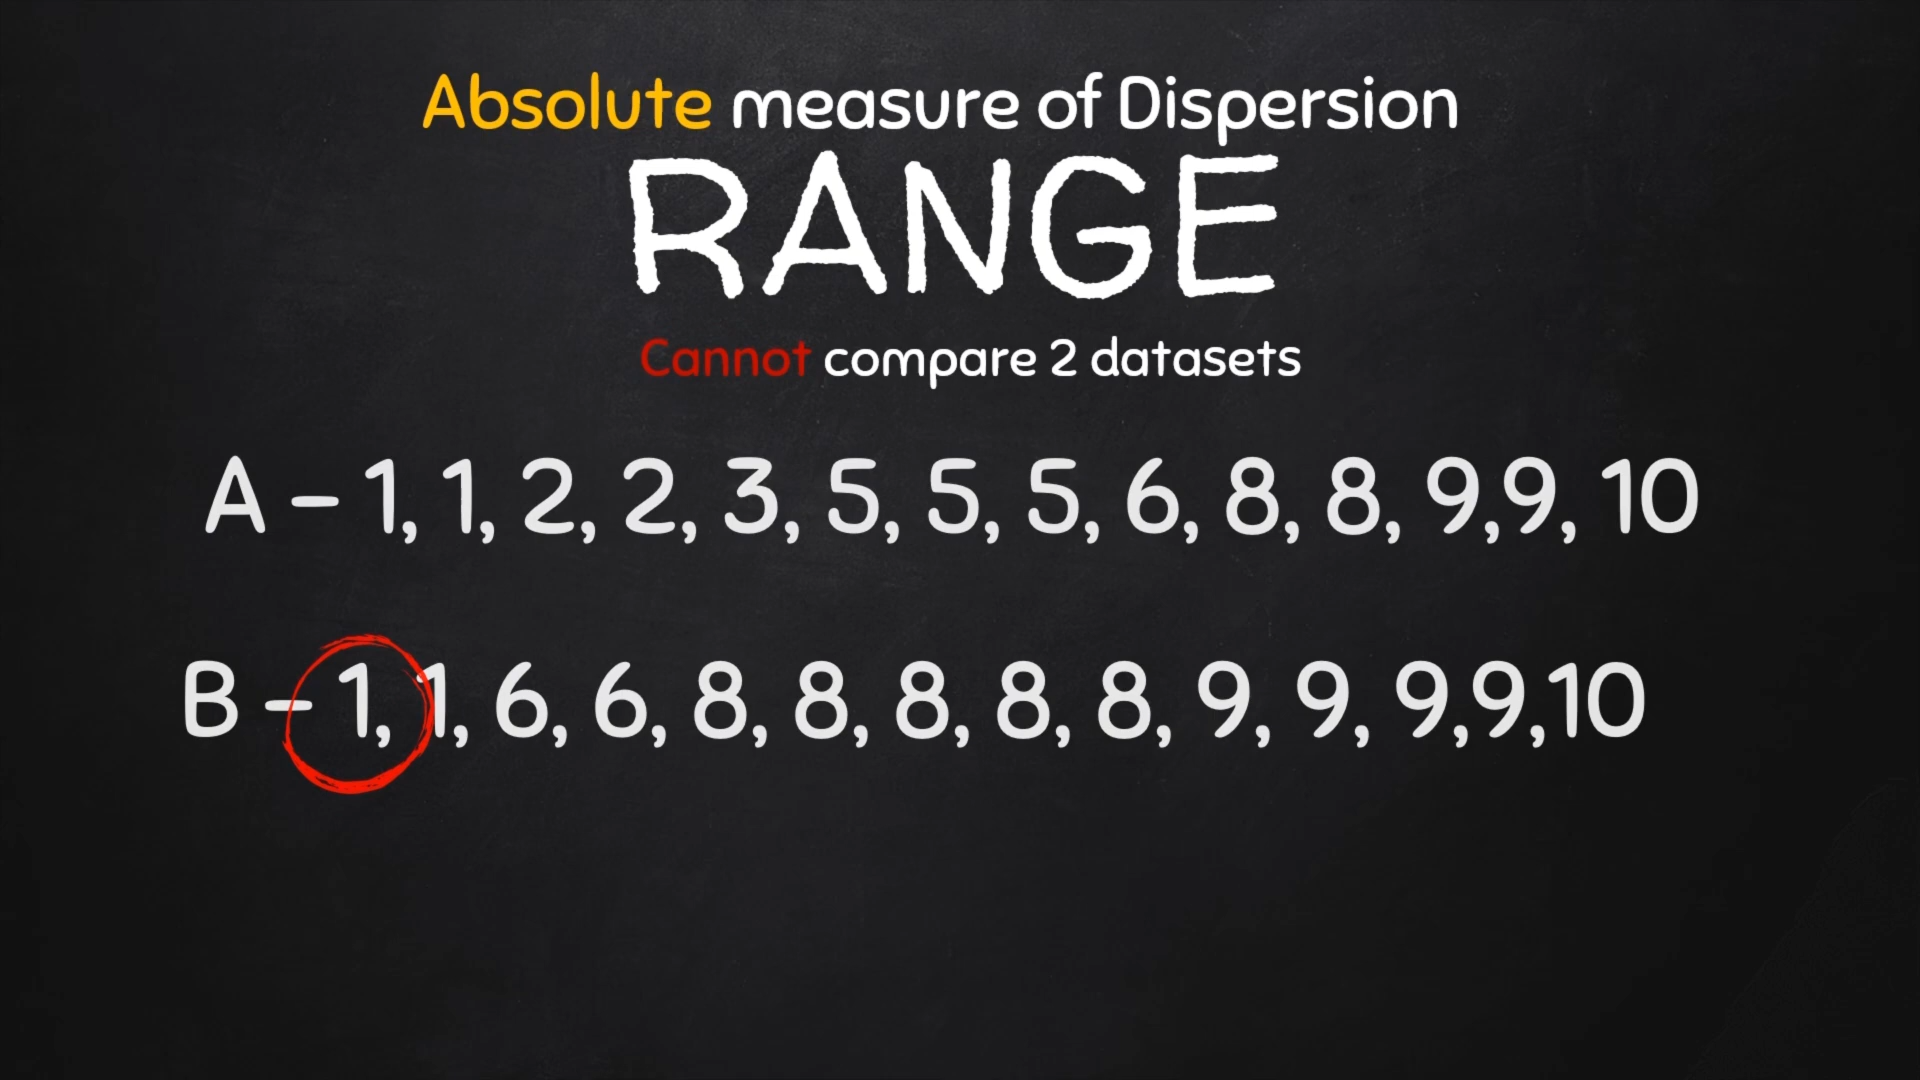 Absolute measure of Dispersion
RANGE
Cannot compare 2 datasets
A – 1, 1, 2, 2, 3, 5, 5, 5, 6, 8, 8, 9,9, 10
B – 1, 1, 6, 6, 8, 8, 8, 8, 8, 9, 9, 9,9,10